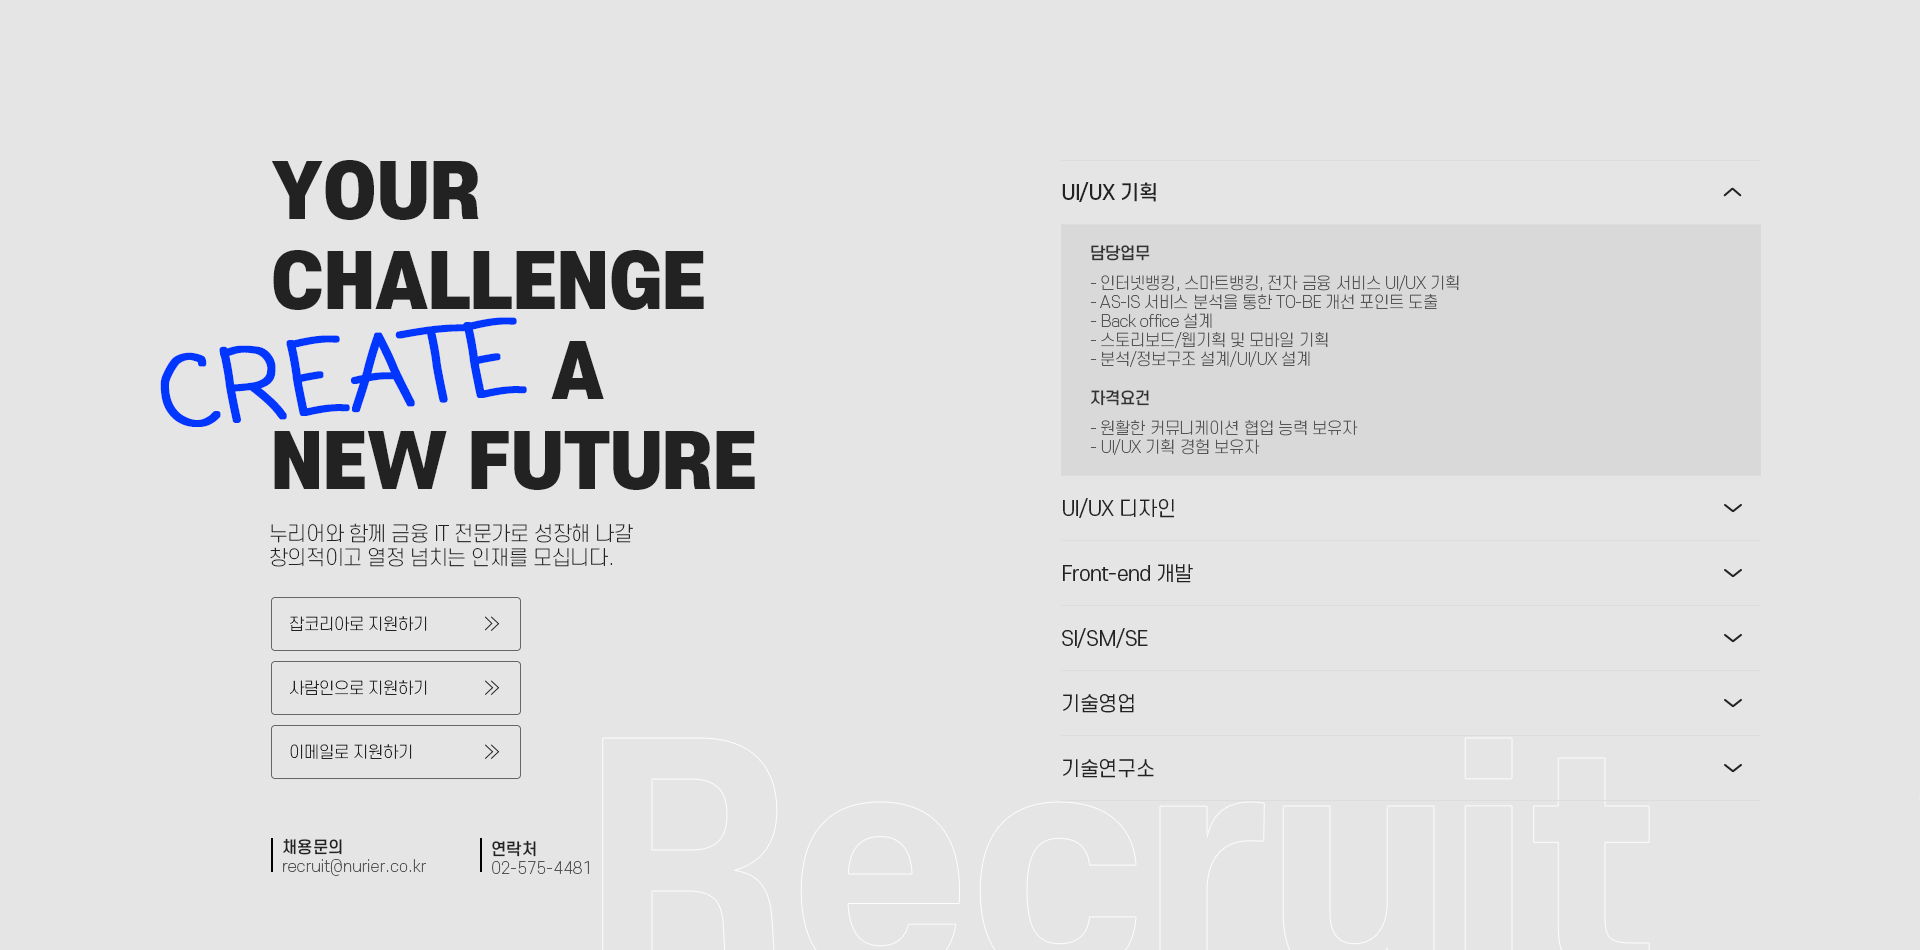 YOUR
CHALLENGE
CREATE A
NEW FUTURE
누리어와 함께 금융 IT 전문가로 성장해 나갈
창의적이고 열정 넘치는 인재를 모십니다.
잡코리아로 지원하기
사람인으로 지원하기
이메일로 지원하기
채용문의
recruit@nurier.co.kr
연락처
02-575-4481
UI/UX 기획
담당업무
- 인터넷뱅킹, 스마트뱅킹, 전자 금융 서비스 UI/UX 기획
- AS-IS 서비스 분석을 통한 TO-BE 개선 포인트 도출
- Back office 설계
- 스토리보드/웹기획 및 모바일 기획
- 분석/정보구조 설계/UI/UX 설계
자격요건
- 원활한 커뮤니케이션 협업 능력 보유자
- UI/UX 기획 경험 보유자
UI/UX 디자인
Front-end 개발
SI/SM/SE
기술영업
기술연구소
Recruit